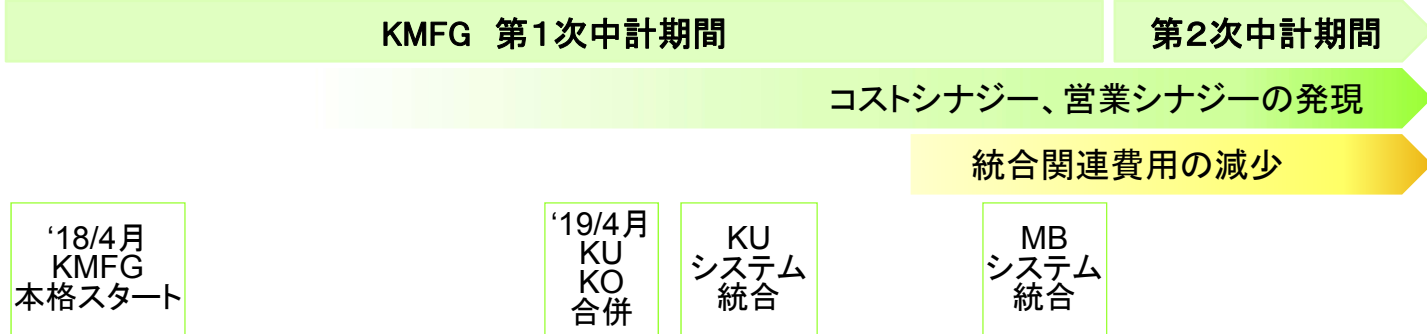 KMFG 第1次中計期間
第2次中計期間
コストシナジー、営業シナジーの発現
統合関連費用の減少
‘18/4月
KMFG
本格スタート
‘19/4月
KU
KO
合併
KU
システム
統合
MB
システム
統合